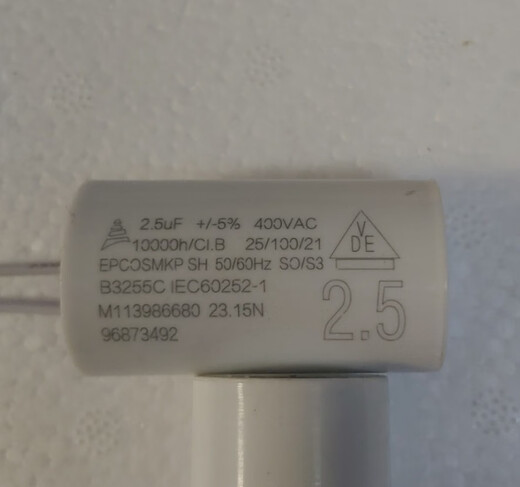 2.5uF +/-5% 400VAC
10000h/Cl.B 25/100/21
EPCOSMKP SH 50/60Hz SO/S3
B3255C IEC60252-1
M113986680 23.15N
96873492
VDE
2.5